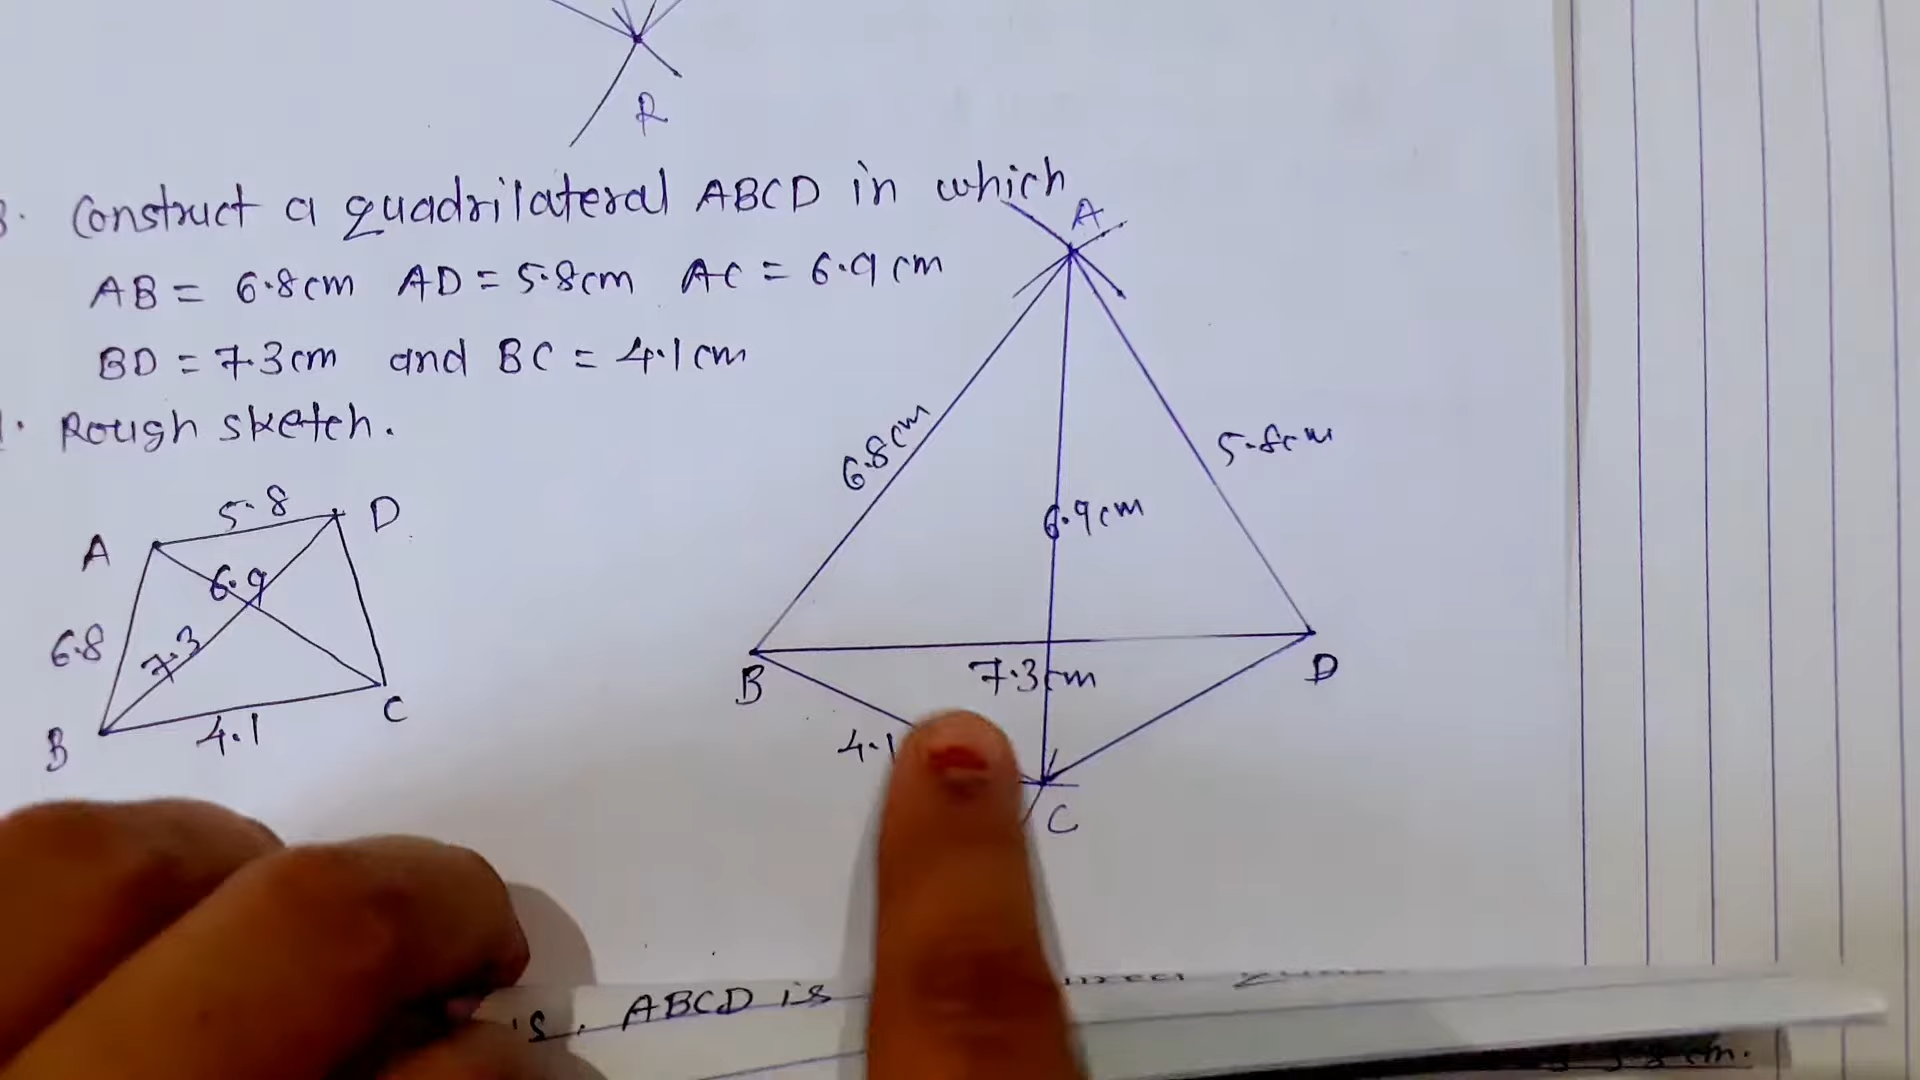 R
3. Construct a quadrilateral ABCD in which
AB = 6.8cm AD = 5.8cm AC = 6.9cm
BD = 7.3cm and BC = 4.1cm
1. Rough sketch.
A
6.8cm
5.8cm
6.9cm
B
7.3cm
D
4.1
C
5.8
D
A
6.9
6.8
7.3
C
B
4.1
ABCD is
cm.